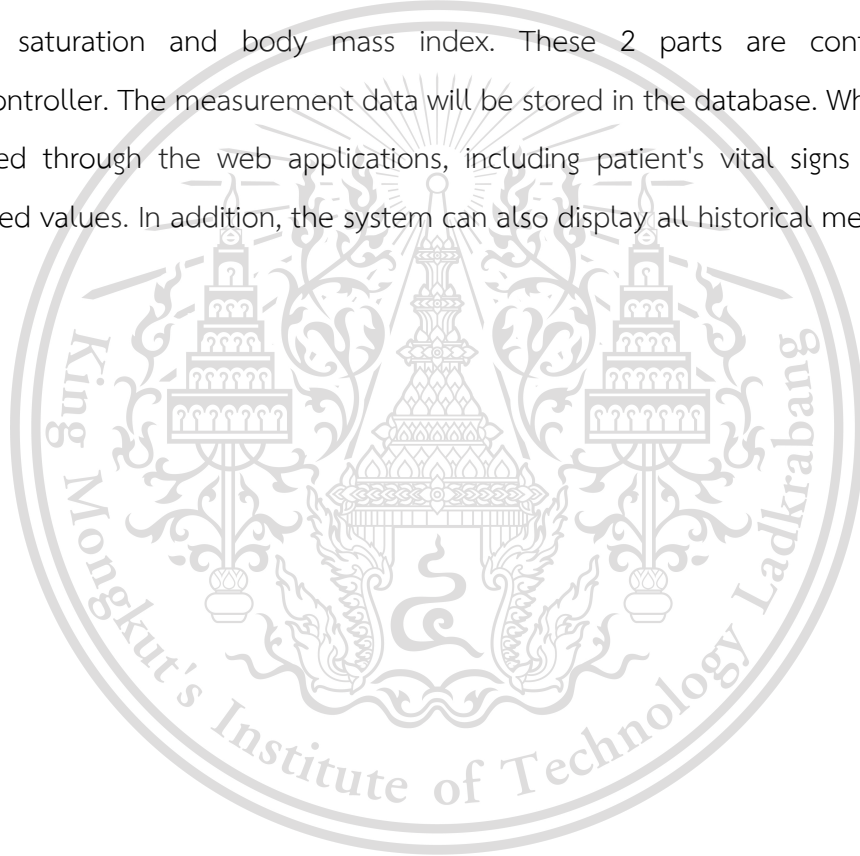 saturation and body mass index. These 2 parts are cont
ontroller. The measurement data will be stored in the database. Wh
ed through the web applications, including patient's vital signs
ed values. In addition, the system can also display all historical me
King Mongkut's Institute of Technology Ladkrabang